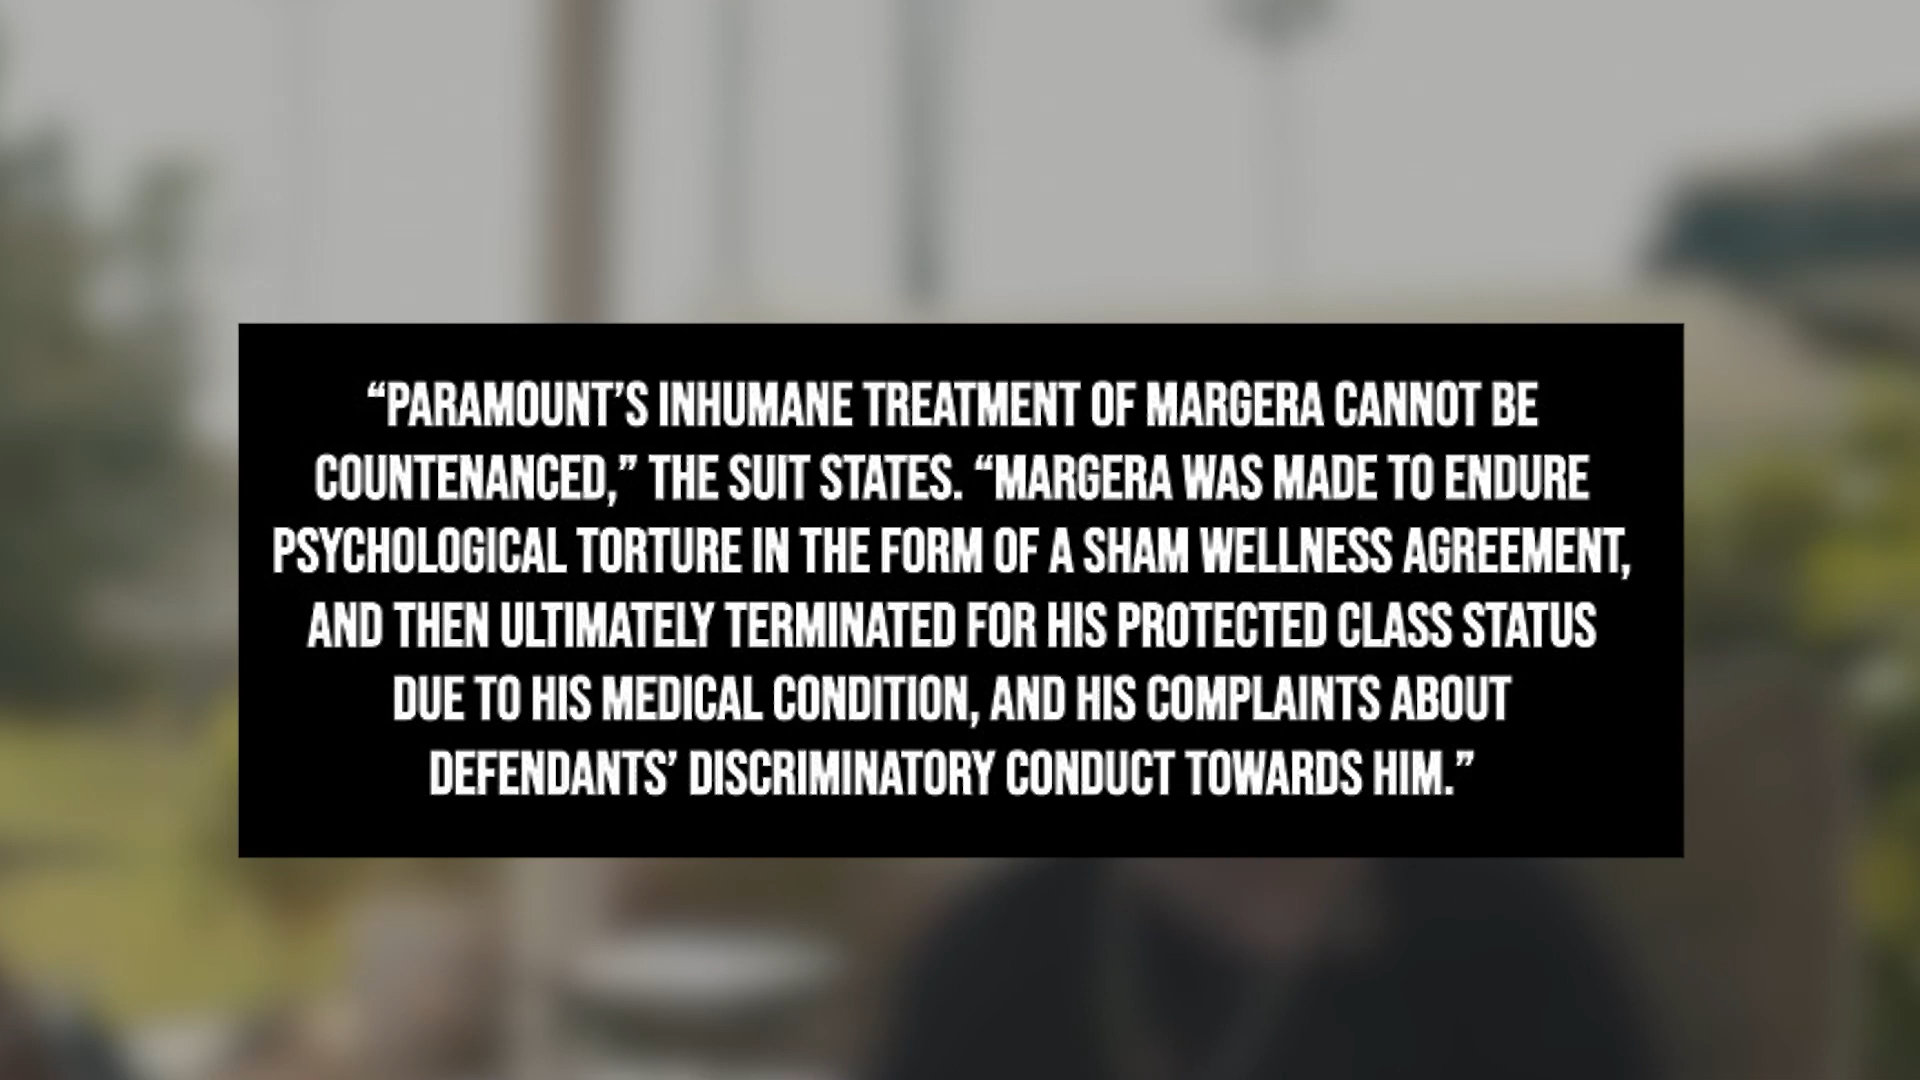 “PARAMOUNT’S INHUMANE TREATMENT OF MARGERA CANNOT BE
COUNTENANCED,” THE SUIT STATES. “MARGERA WAS MADE TO ENDURE
PSYCHOLOGICAL TORTURE IN THE FORM OF A SHAM WELLNESS AGREEMENT,
AND THEN ULTIMATELY TERMINATED FOR HIS PROTECTED CLASS STATUS
DUE TO HIS MEDICAL CONDITION, AND HIS COMPLAINTS ABOUT
DEFENDANTS’ DISCRIMINATORY CONDUCT TOWARDS HIM.”